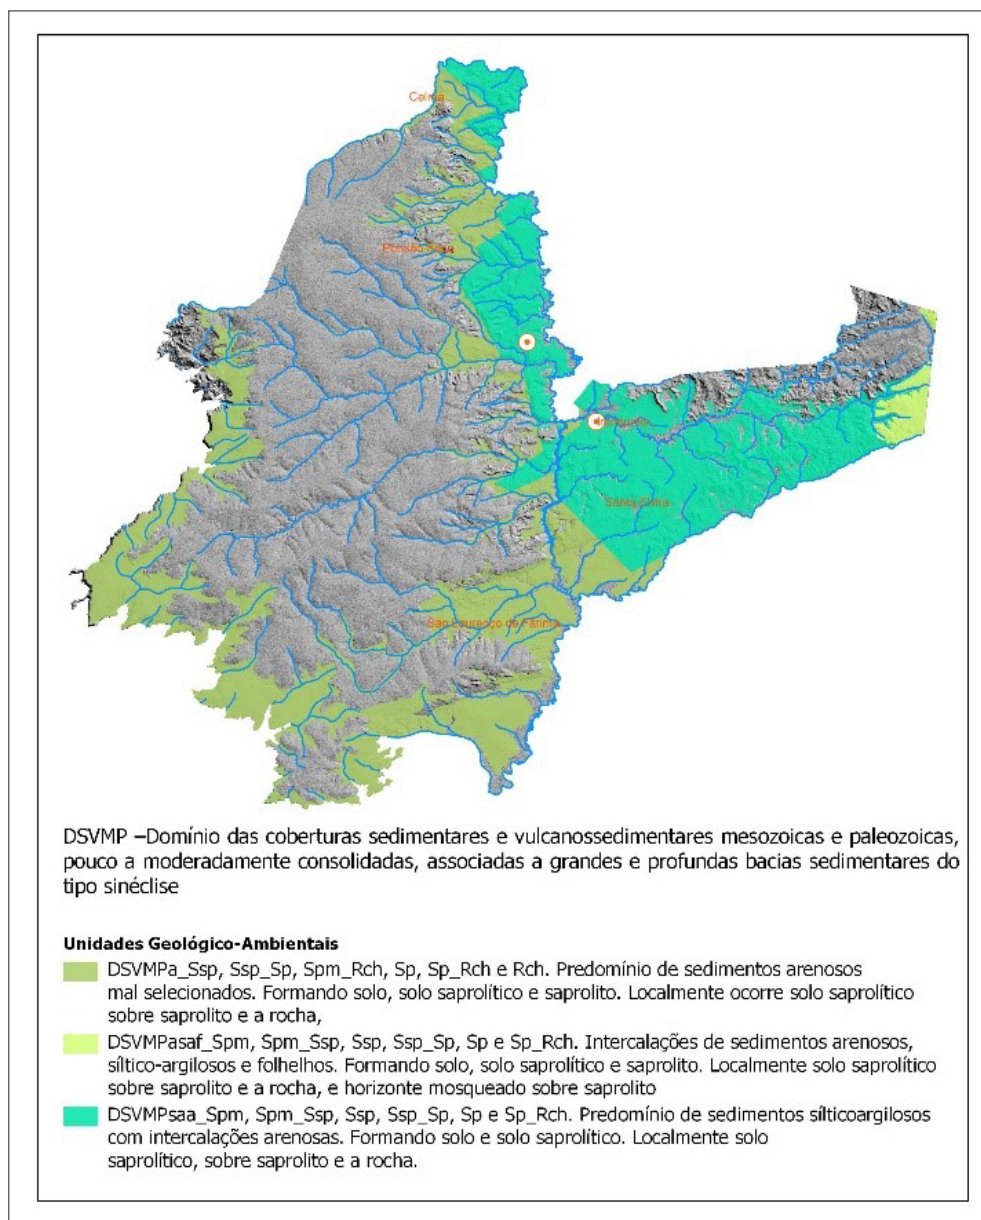 Celma
São Lourenço de Fátima
DSVMP –Domínio das coberturas sedimentares e vulcanossedimentares mesozoicas e paleozoicas,
pouco a moderadamente consolidadas, associadas a grandes e profundas bacias sedimentares do
tipo sinéclise
Unidades Geológico-Ambientais
DSVMPa_Ssp, Ssp_Sp, Spm_Rch, Sp, Sp_Rch e Rch. Predomínio de sedimentos arenosos
mal selecionados. Formando solo, solo saprolítico e saprolito. Localmente ocorre solo saprolítico
sobre saprolito e a rocha,
DSVMPasaf_Spm, Spm_Ssp, Ssp, Ssp_Sp, Sp e Sp_Rch. Intercalações de sedimentos arenosos,
síltico-argilosos e folhelhos. Formando solo, solo saprolítico e saprolito. Localmente solo saprolítico
sobre saprolito e a rocha, e horizonte mosqueado sobre saprolito
DSVMPsaa_Spm, Spm_Ssp, Ssp, Ssp_Sp, Sp e Sp_Rch. Predomínio de sedimentos sílticoargilosos
com intercalações arenosas. Formando solo e solo saprolítico. Localmente solo
saprolítico, sobre saprolito e a rocha.